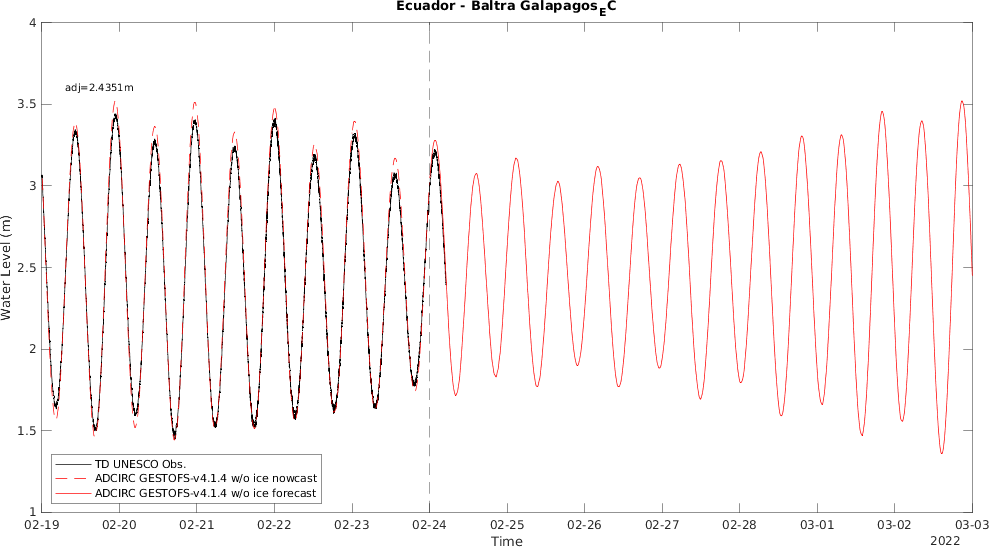 Ecuador - Baltra Galapagos_EC
4
adj=2.4351m
3.5
3
2.5
2
1.5
1
Water Level (m)
TD UNESCO Obs.
ADCIRC GESTOFS-v4.1.4 w/o ice nowcast
ADCIRC GESTOFS-v4.1.4 w/o ice forecast
02-19 02-20 02-21 02-22 02-23 02-24 02-25 02-26 02-27 02-28 03-01 03-02 03-03
Time
2022